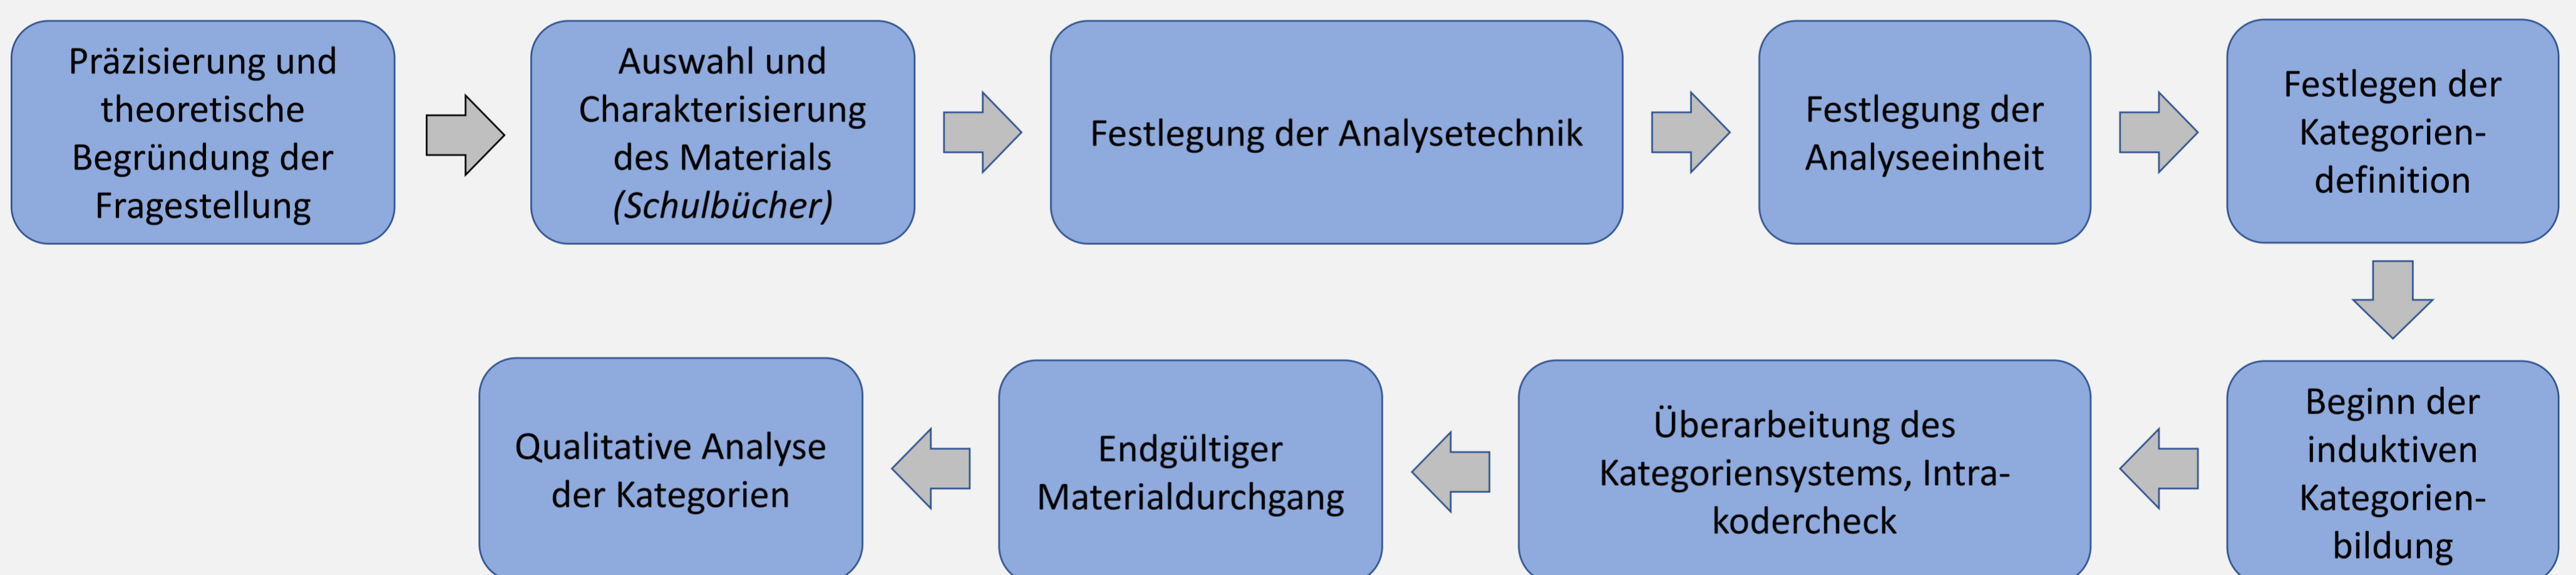 Präzisierung und
theoretische
Begründung der
Fragestellung
Auswahl und
Charakterisierung
des Materials
(Schulbücher)
Festlegung der Analysetechnik
Festlegung der
Analyseeinheit
Festlegen der
Kategorien-
definition
Beginn der
induktiven
Kategorien-
bildung
Überarbeitung des
Kategoriensystems, Intra-
kodercheck
Endgültiger
Materialdurchgang
Qualitative Analyse
der Kategorien